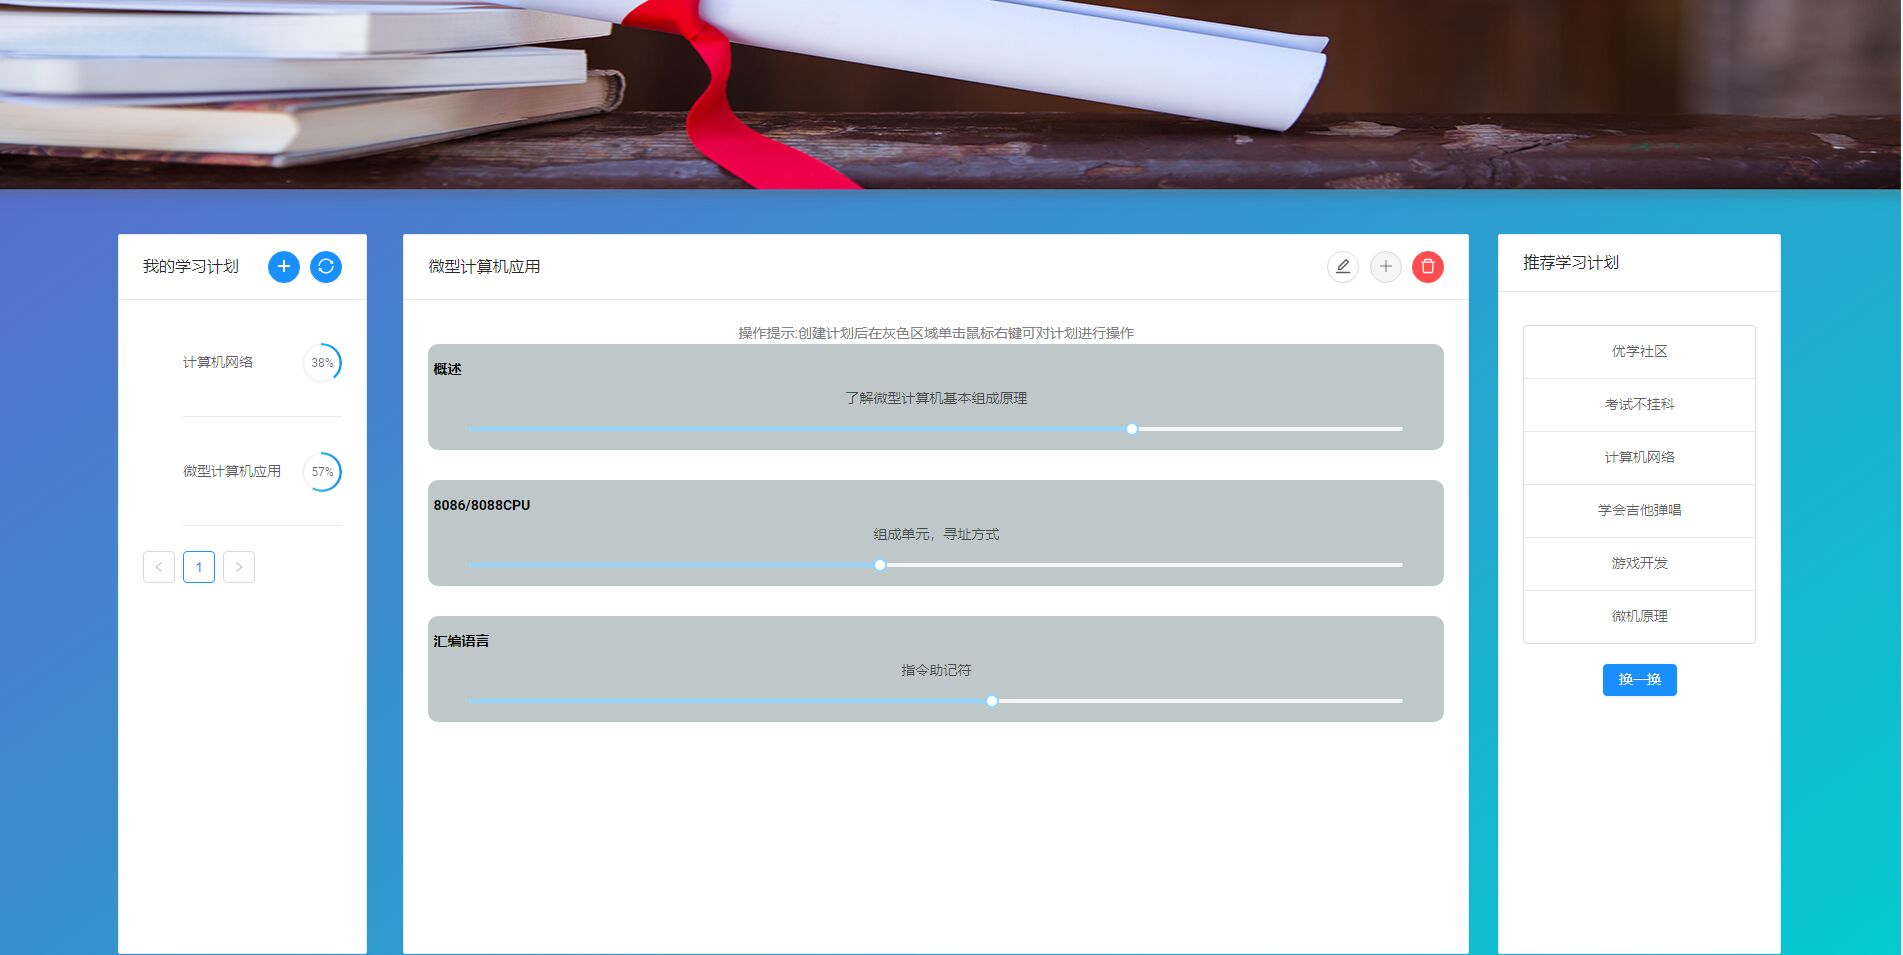 我的学习计划
计算机网络
38%
微型计算机应用
57%
1
微型计算机应用
操作提示:创建计划后在灰色区域单击鼠标右键可对计划进行操作
概述
了解微型计算机基本组成原理
8086/8088CPU
组成单元，寻址方式
汇编语言
指令助记符
推荐学习计划
优学社区
考试不挂科
计算机网络
学会吉他弹唱
游戏开发
微机原理
换一换